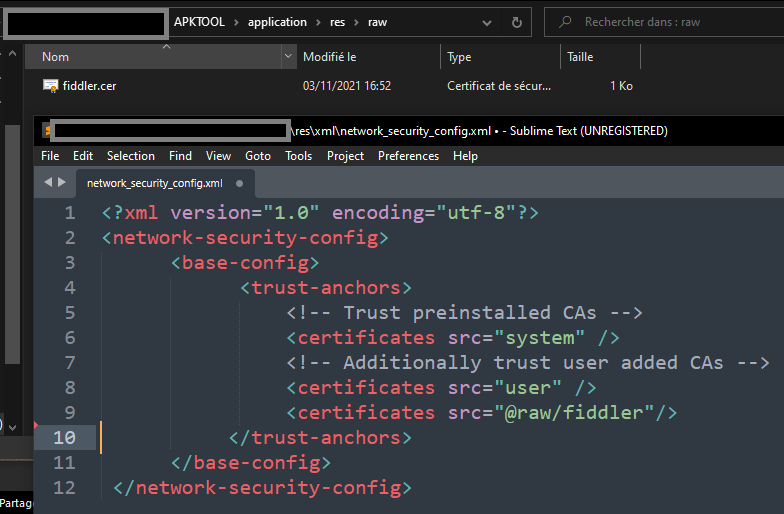 APKTOOL › application › res › raw
Rechercher dans : raw
Nom Modifié le Type Taille
fiddler.cer 03/11/2021 16:52 Certificat de sécur... 1 Ko
\res\xml\network_security_config.xml • - Sublime Text (UNREGISTERED)
File Edit Selection Find View Goto Tools Project Preferences Help
network_security_config.xml
1 <?xml version="1.0" encoding="utf-8"?>
2 <network-security-config>
3 <base-config>
4 <trust-anchors>
5 <!-- Trust preinstalled CAs -->
6 <certificates src="system" />
7 <!-- Additionally trust user added CAs -->
8 <certificates src="user" />
9 <certificates src="@raw/fiddler"/>
10 </trust-anchors>
11 </base-config>
12 </network-security-config>
Partag